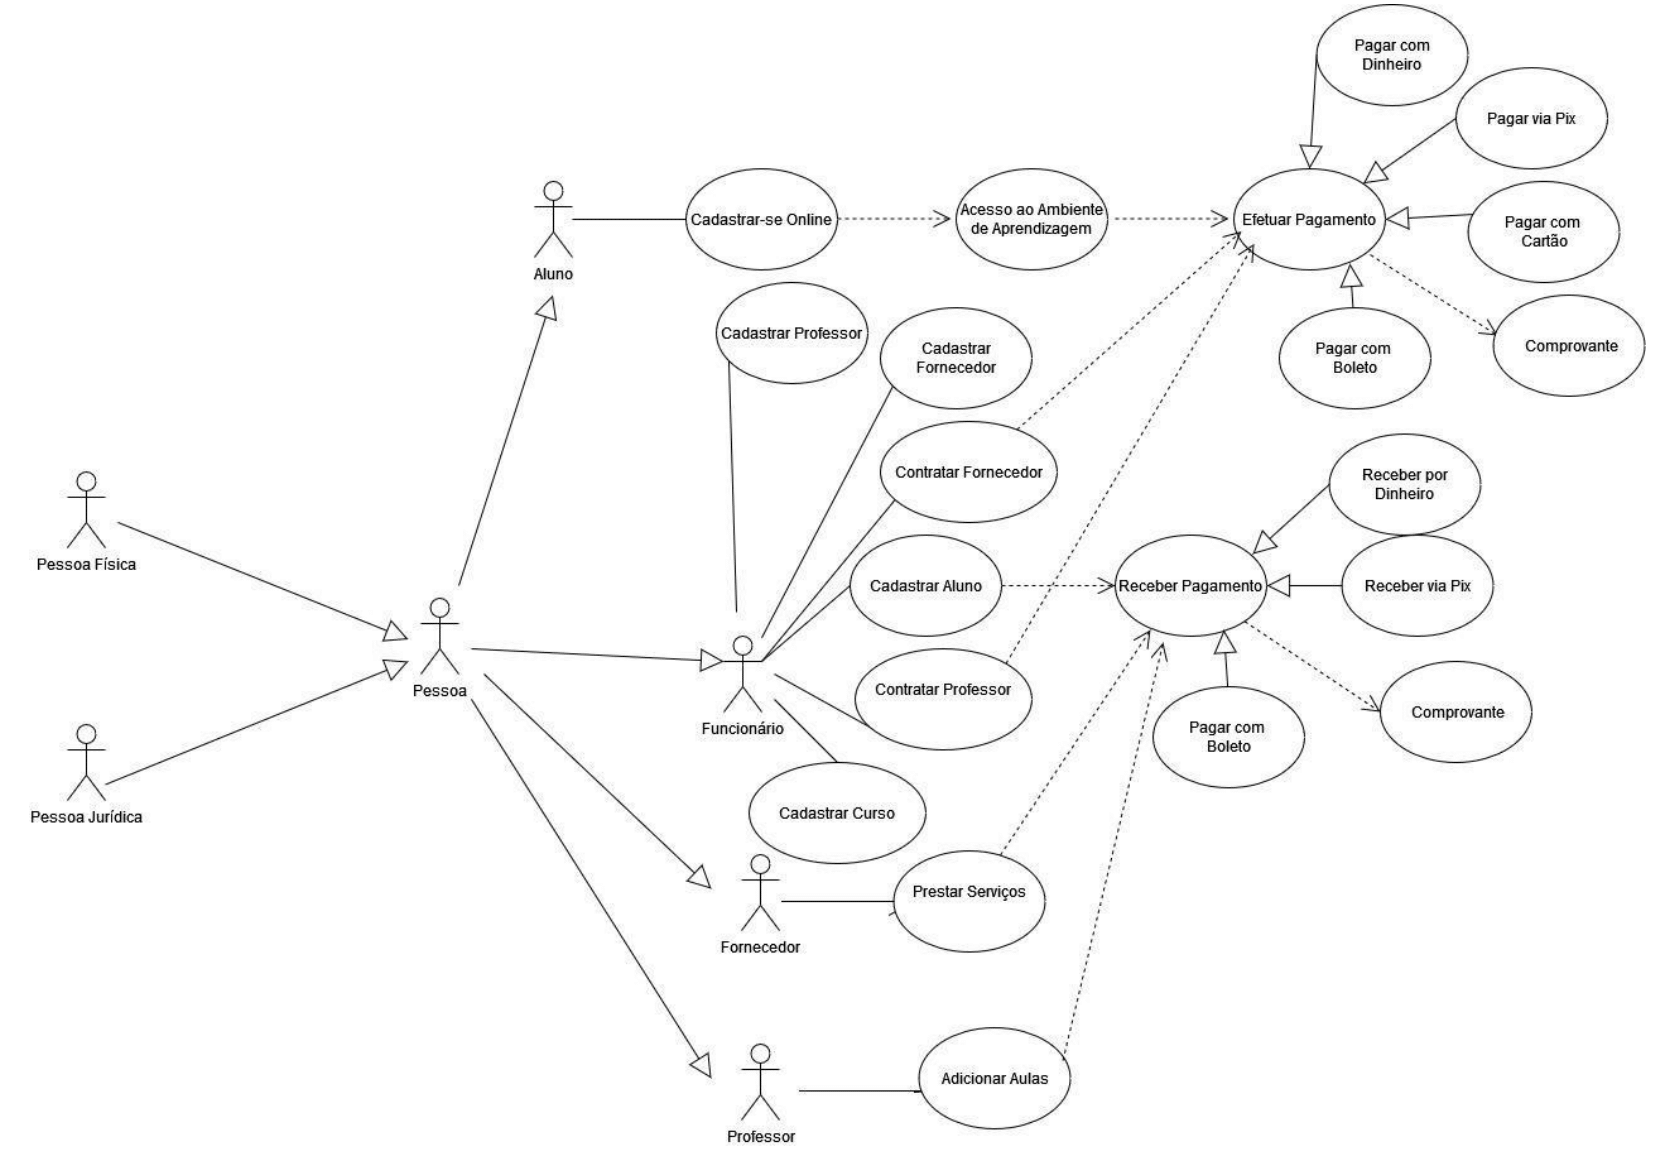 Pagar com
Dinheiro
Pagar via Pix
Cadastrar-se Online
Acesso ao Ambiente
de Aprendizagem
Efetuar Pagamento
Pagar com
Cartão
Aluno
Cadastrar Professor
Cadastrar
Fornecedor
Pagar com
Boleto
Comprovante
Contratar Fornecedor
Receber por
Dinheiro
Pessoa Física
Cadastrar Aluno
Receber Pagamento
Receber via Pix
Pessoa
Contratar Professor
Funcionário
Pagar com
Boleto
Comprovante
Pessoa Jurídica
Cadastrar Curso
Prestar Serviços
Fornecedor
Adicionar Aulas
Professor